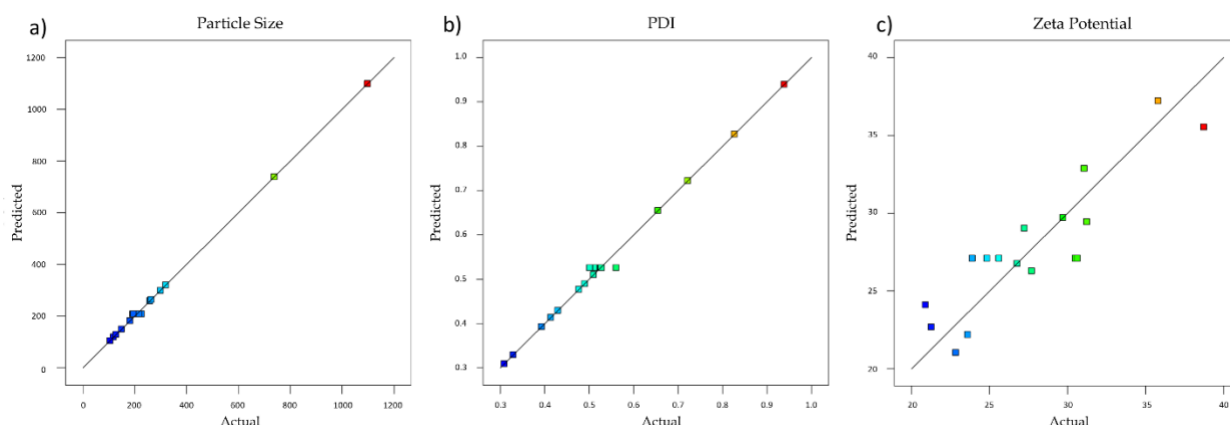 a)
Particle Size
1200
1000
800
600
400
200
0
Predicted
0 200 400 600 800 1000 1200
Actual
b)
PDI
1.0
0.9
0.8
0.7
0.6
0.5
0.4
0.3
Predicted
0.3 0.4 0.5 0.6 0.7 0.8 0.9 1.0
Actual
c)
Zeta Potential
40
35
30
25
20
Predicted
20 25 30 35 40
Actual